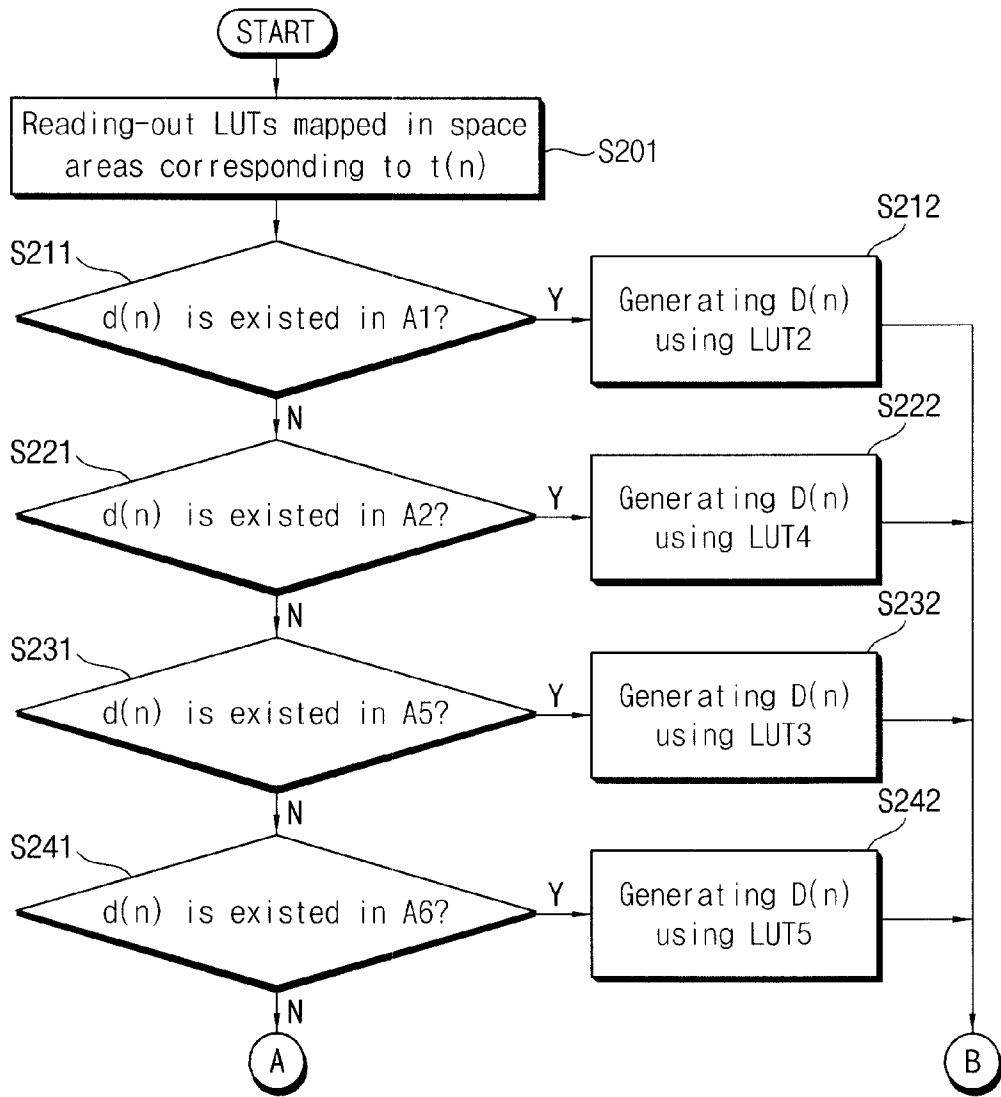 START
Reading-out LUTs mapped in space
areas corresponding to t(n)
S201
S211
d(n) is existed in A1?
Y
N
S212
Generating D(n)
using LUT2
S221
d(n) is existed in A2?
Y
N
S222
Generating D(n)
using LUT4
S231
d(n) is existed in A5?
Y
N
S232
Generating D(n)
using LUT3
S241
d(n) is existed in A6?
Y
N
S242
Generating D(n)
using LUT5
A
B